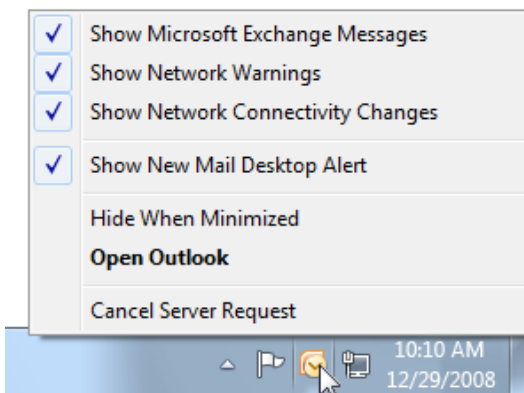 Show Microsoft Exchange Messages
Show Network Warnings
Show Network Connectivity Changes
Show New Mail Desktop Alert
Hide When Minimized
Open Outlook
Cancel Server Request
10:10 AM
12/29/2008